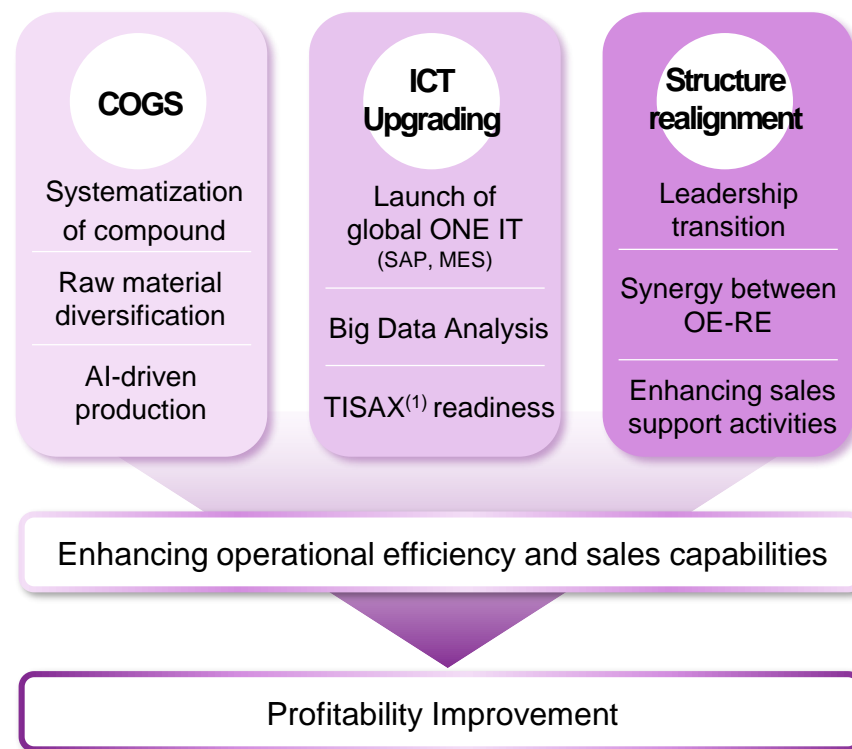 COGS
Systematization
of compound
Raw material
diversification
AI-driven
production
ICT
Upgrading
Launch of
global ONE IT
(SAP, MES)
Big Data Analysis
TISAX(1) readiness
Structure
realignment
Leadership
transition
Synergy between
OE-RE
Enhancing sales
support activities
Enhancing operational efficiency and sales capabilities
Profitability Improvement